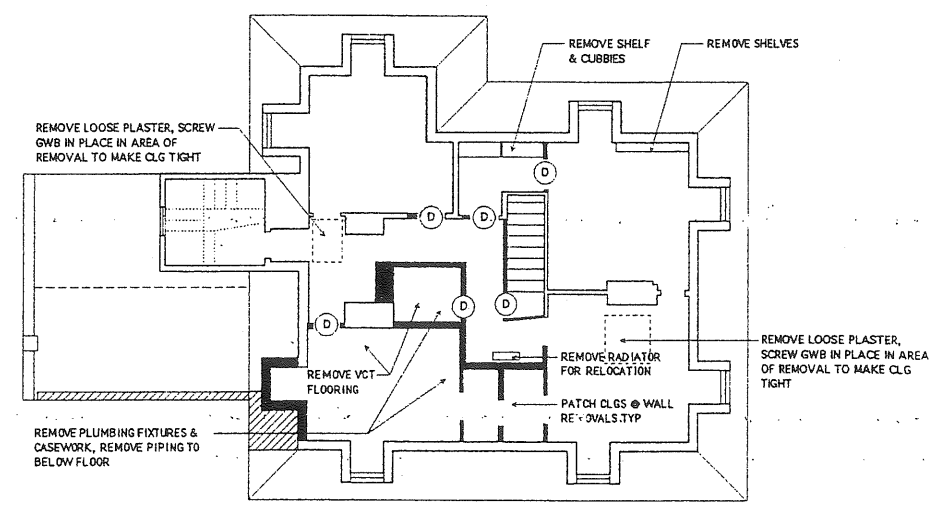 REMOVE SHELF
& CUBBIES
REMOVE SHELVES
REMOVE LOOSE PLASTER, SCREW
GWB IN PLACE IN AREA OF
REMOVAL TO MAKE CLG TIGHT
D
D
D
D
D
D
REMOVE VCT
FLOORING
REMOVE RADIATOR
FOR RELOCATION
REMOVE LOOSE PLASTER,
SCREW GWB IN PLACE IN AREA
OF REMOVAL TO MAKE CLG
TIGHT
PATCH CLGS @ WALL
REMOVALS.TYP
REMOVE PLUMBING FIXTURES &
CASEWORK, REMOVE PIPING TO
BELOW FLOOR